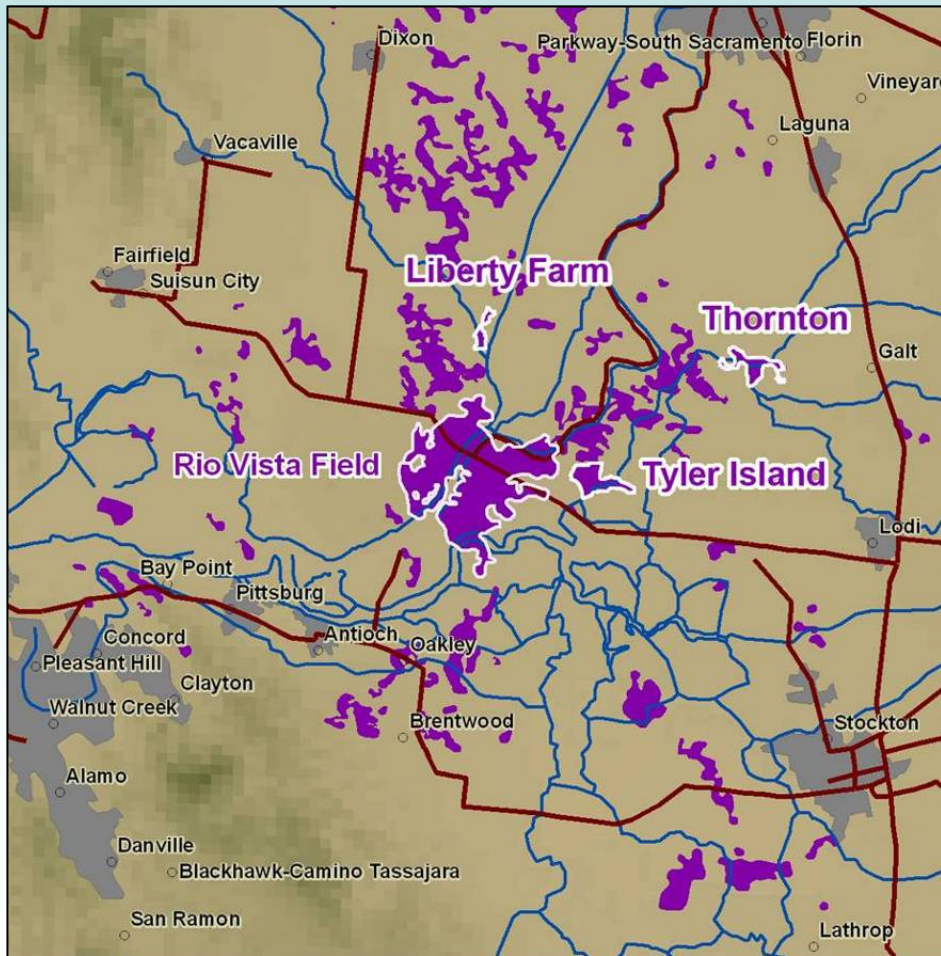 Dixon
Parkway-South Sacramento
Florin
Vineyard
Laguna
Vacaville
Fairfield
Suisun City
Liberty Farm
Thornton
Galt
Rio Vista Field
Tyler Island
Lodi
Bay Point
Pittsburg
Antioch
Oakley
Concord
Pleasant Hill
Clayton
Walnut Creek
Brentwood
Stockton
Alamo
Danville
Blackhawk-Camino Tassajara
San Ramon
Lathrop